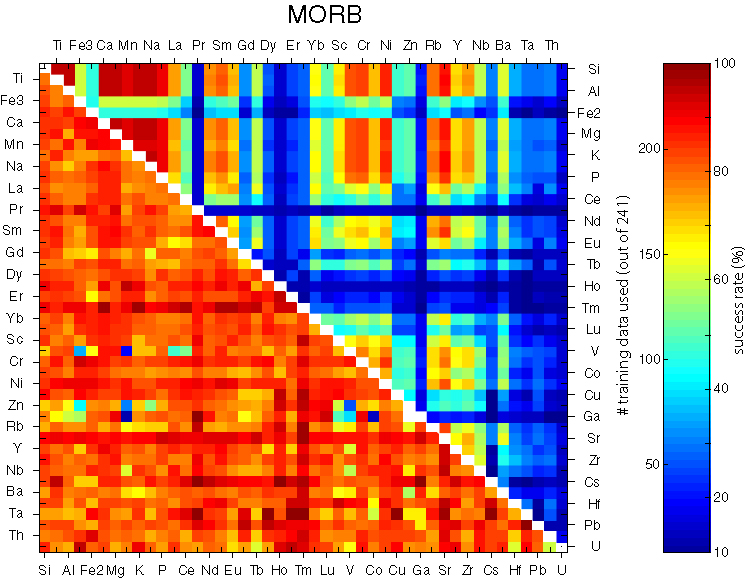 MORB
Ti Fe3 Ca Mn Na La Pr Sm Gd Dy Er Yb Sc Cr Ni Zn Rb Y Nb Ba Ta Th
Si
Ti
Al
Fe3
Fe2
Ca
Mg
Mn
K
Na
P
La
Ce
Pr
Nd
Sm
Eu
Gd
Tb
Dy
Ho
Er
Tm
Yb
Lu
Sc
V
Cr
Co
Ni
Cu
Zn
Ga
Rb
Sr
Y
Zr
Nb
Cs
Ba
Hf
Ta
Pb
Th
U
Si Al Fe2 Mg K P Ce Nd Eu Tb Ho Tm Lu V Co Cu Ga Sr Zr Cs Hf Pb U
200
150
100
50
# training data used (out of 241)
100
80
60
40
20
10
success rate (%)